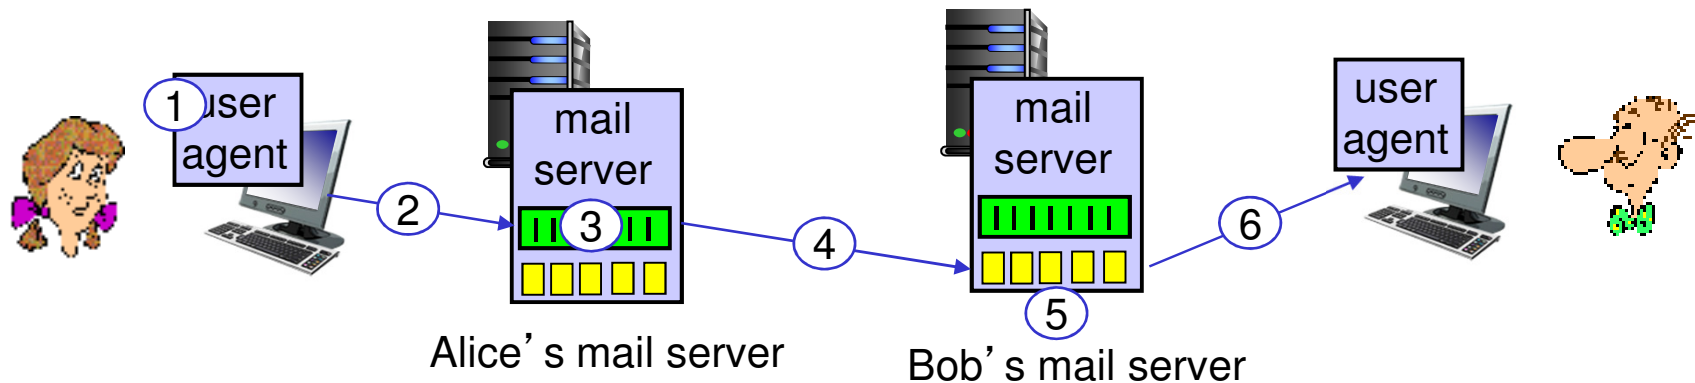 1
user
agent
2
mail
server
3
Alice’s mail server
4
mail
server
5
Bob’s mail server
6
user
agent